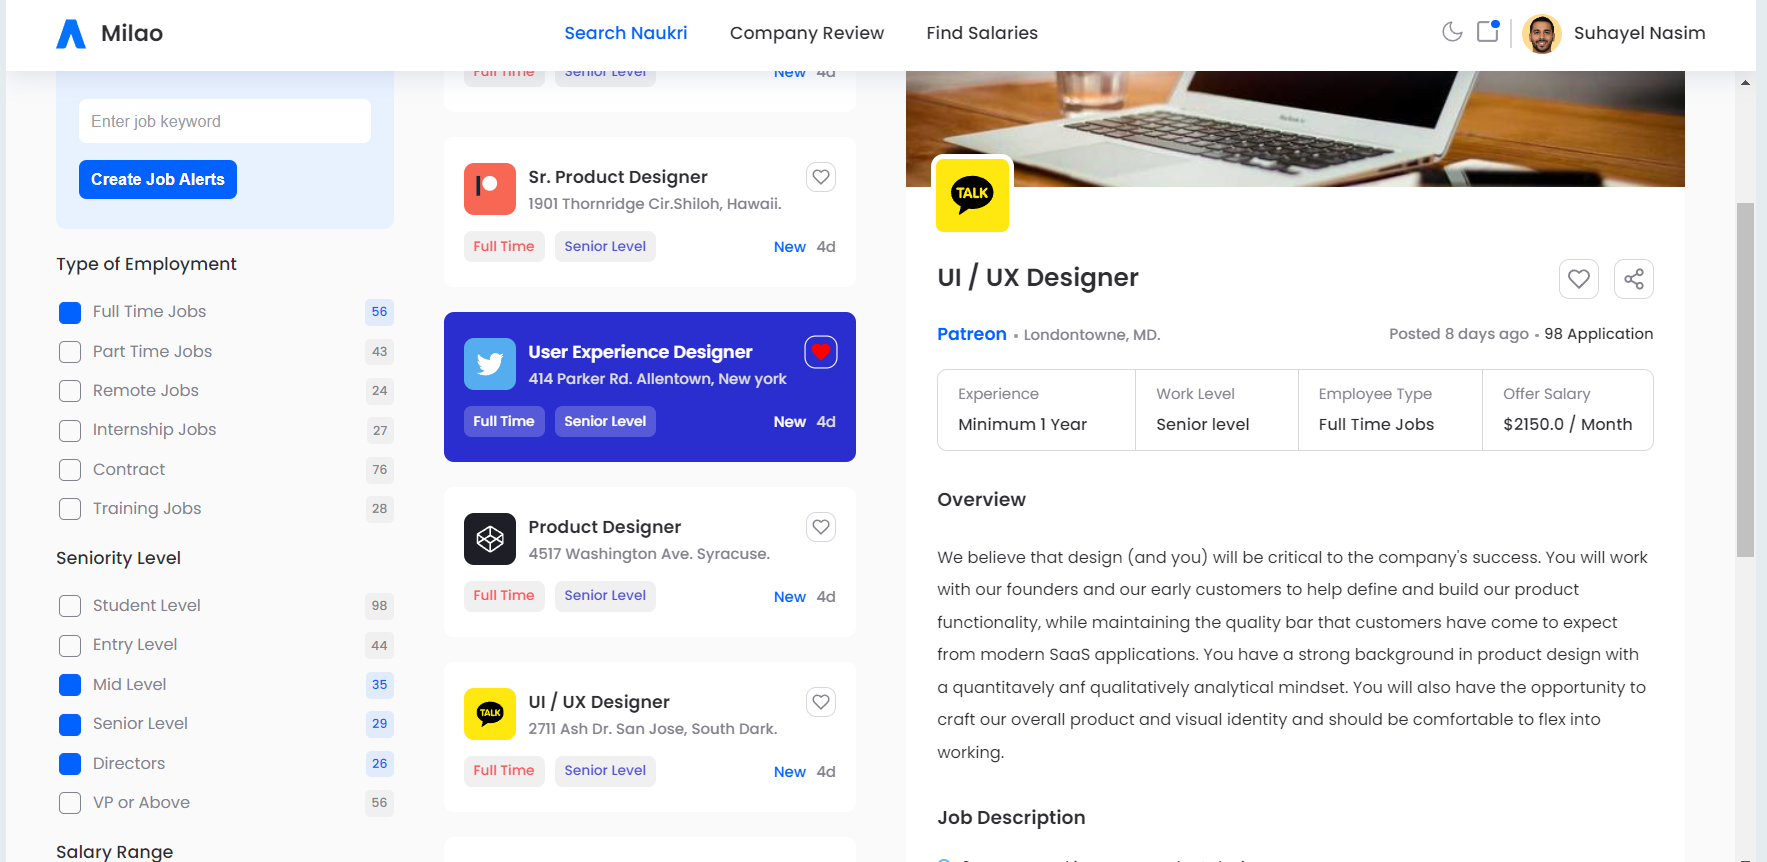 Milao
Search Naukri
Company Review
Find Salaries
Suhayel Nasim
Enter job keyword
Create Job Alerts
Type of Employment
Full Time Jobs 56
Part Time Jobs 43
Remote Jobs 24
Internship Jobs 27
Contract 76
Training Jobs 28
Seniority Level
Student Level 98
Entry Level 44
Mid Level 35
Senior Level 29
Directors 26
VP or Above 56
Salary Range
Full Time Senior Level New 4d
Sr. Product Designer
1901 Thornridge Cir.Shiloh, Hawaii.
Full Time Senior Level New 4d
User Experience Designer
414 Parker Rd. Allentown, New york
Full Time Senior Level New 4d
Product Designer
4517 Washington Ave. Syracuse.
Full Time Senior Level New 4d
TALK
UI / UX Designer
2711 Ash Dr. San Jose, South Dark.
Full Time Senior Level New 4d
TALK
UI / UX Designer
Patreon • Londontowne, MD.
Posted 8 days ago • 98 Application
Experience
Minimum 1 Year
Work Level
Senior level
Employee Type
Full Time Jobs
Offer Salary
$2150.0 / Month
Overview
We believe that design (and you) will be critical to the company's success. You will work
with our founders and our early customers to help define and build our product
functionality, while maintaining the quality bar that customers have come to expect
from modern SaaS applications. You have a strong background in product design with
a quantitavely anf qualitatively analytical mindset. You will also have the opportunity to
craft our overall product and visual identity and should be comfortable to flex into
working.
Job Description